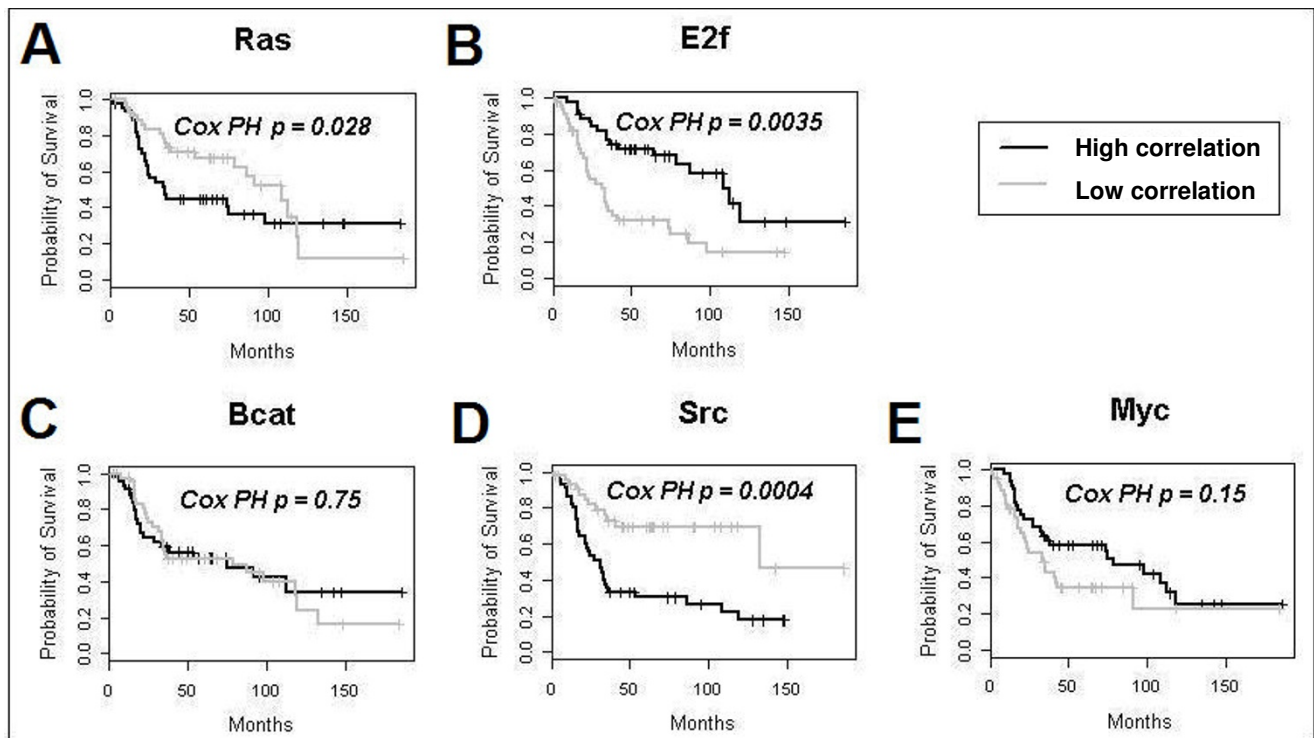 A
Ras
Cox PH p = 0.028
Probability of Survival
0.0 0.2 0.4 0.6 0.8 1.0
0 50 100 150
Months
B
E2f
Cox PH p = 0.0035
Probability of Survival
0.0 0.2 0.4 0.6 0.8 1.0
0 50 100 150
Months
High correlation
Low correlation
C
Bcat
Cox PH p = 0.75
Probability of Survival
0.0 0.2 0.4 0.6 0.8 1.0
0 50 100 150
Months
D
Src
Cox PH p = 0.0004
Probability of Survival
0.0 0.2 0.4 0.6 0.8 1.0
0 50 100 150
Months
E
Myc
Cox PH p = 0.15
Probability of Survival
0.0 0.2 0.4 0.6 0.8 1.0
0 50 100 150
Months